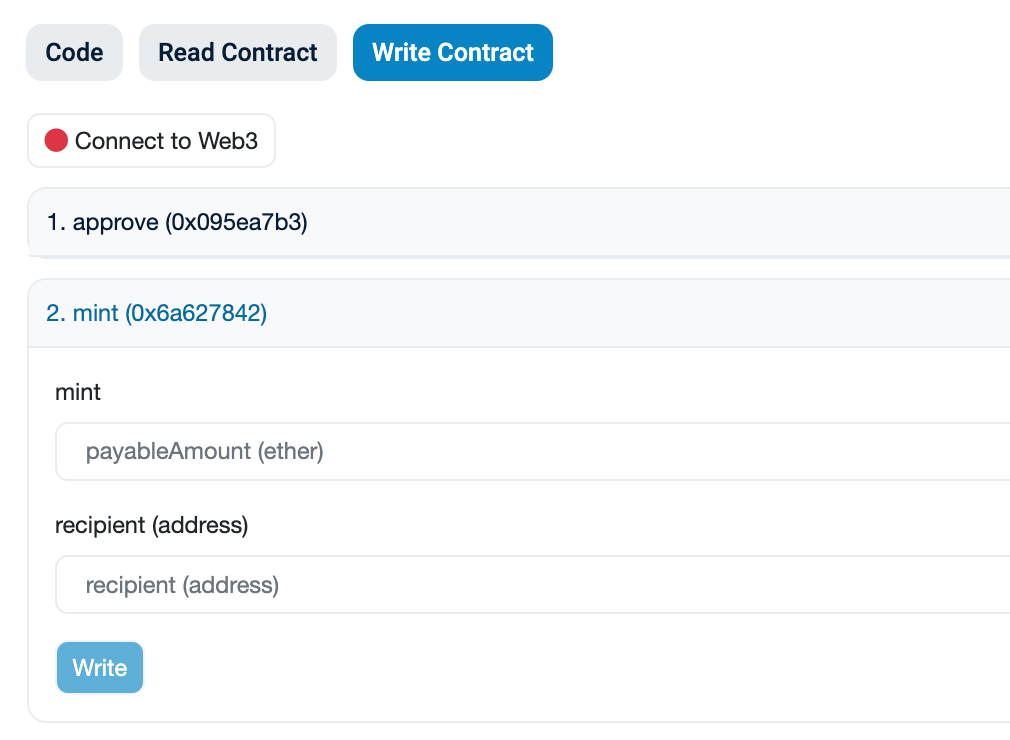 Code Read Contract Write Contract
Connect to Web3
1. approve (0x095ea7b3)
2. mint (0x6a627842)
mint
payableAmount (ether)
recipient (address)
recipient (address)
Write